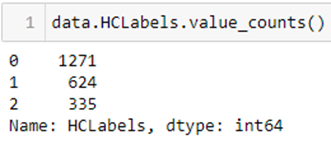 1 data.HCLabels.value_counts()
0 1271
1 624
2 335
Name: HCLabels, dtype: int64